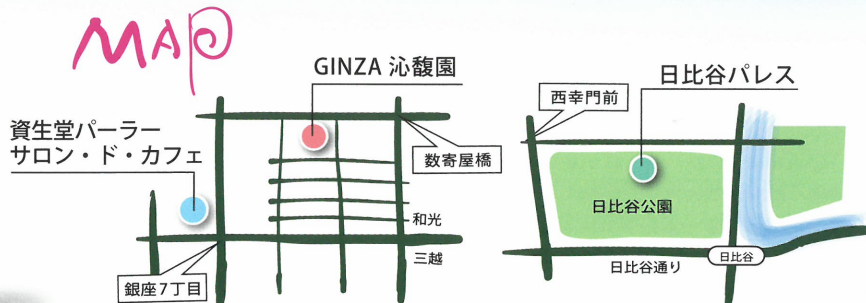 MAP
GINZA 沁馥園
資生堂パーラー
サロン・ド・カフェ
数寄屋橋
和光
三越
銀座7丁目
日比谷パレス
西幸門前
日比谷公園
日比谷
日比谷通り